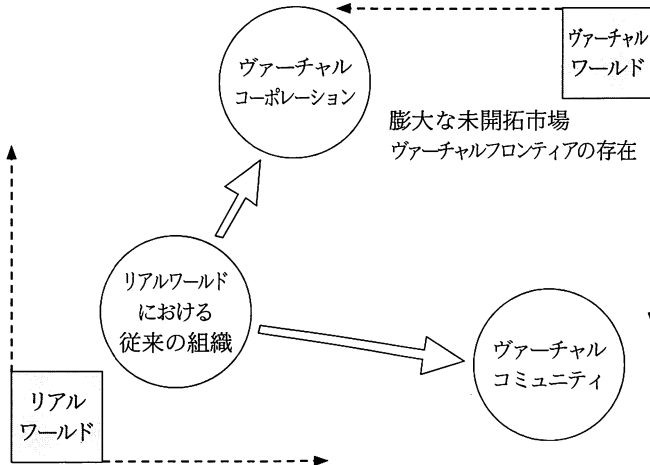 ヴァーチャル
コーポレーション
ヴァーチャル
ワールド
膨大な未開拓市場
ヴァーチャルフロンティアの存在
リアルワールド
における
従来の組織
ヴァーチャル
コミュニティ
リアル
ワールド